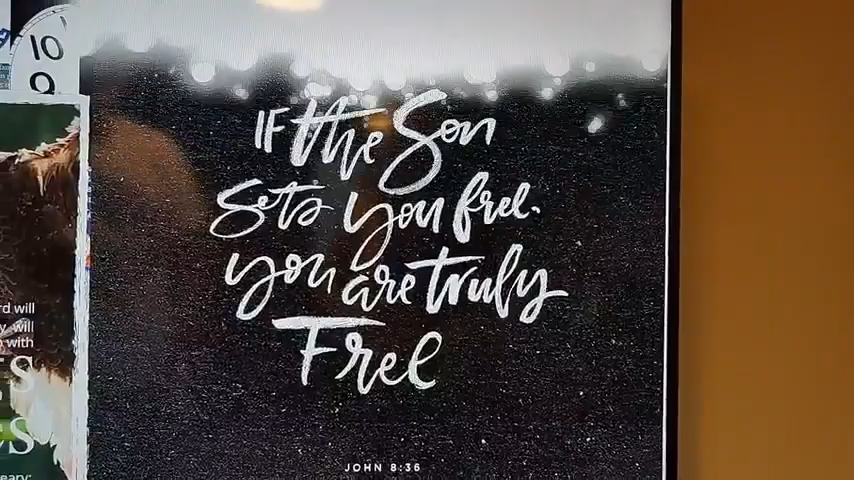 10
9
IF the Son
Sets you free.
you are truly
Free
JOHN 8:36
rd will
will
with